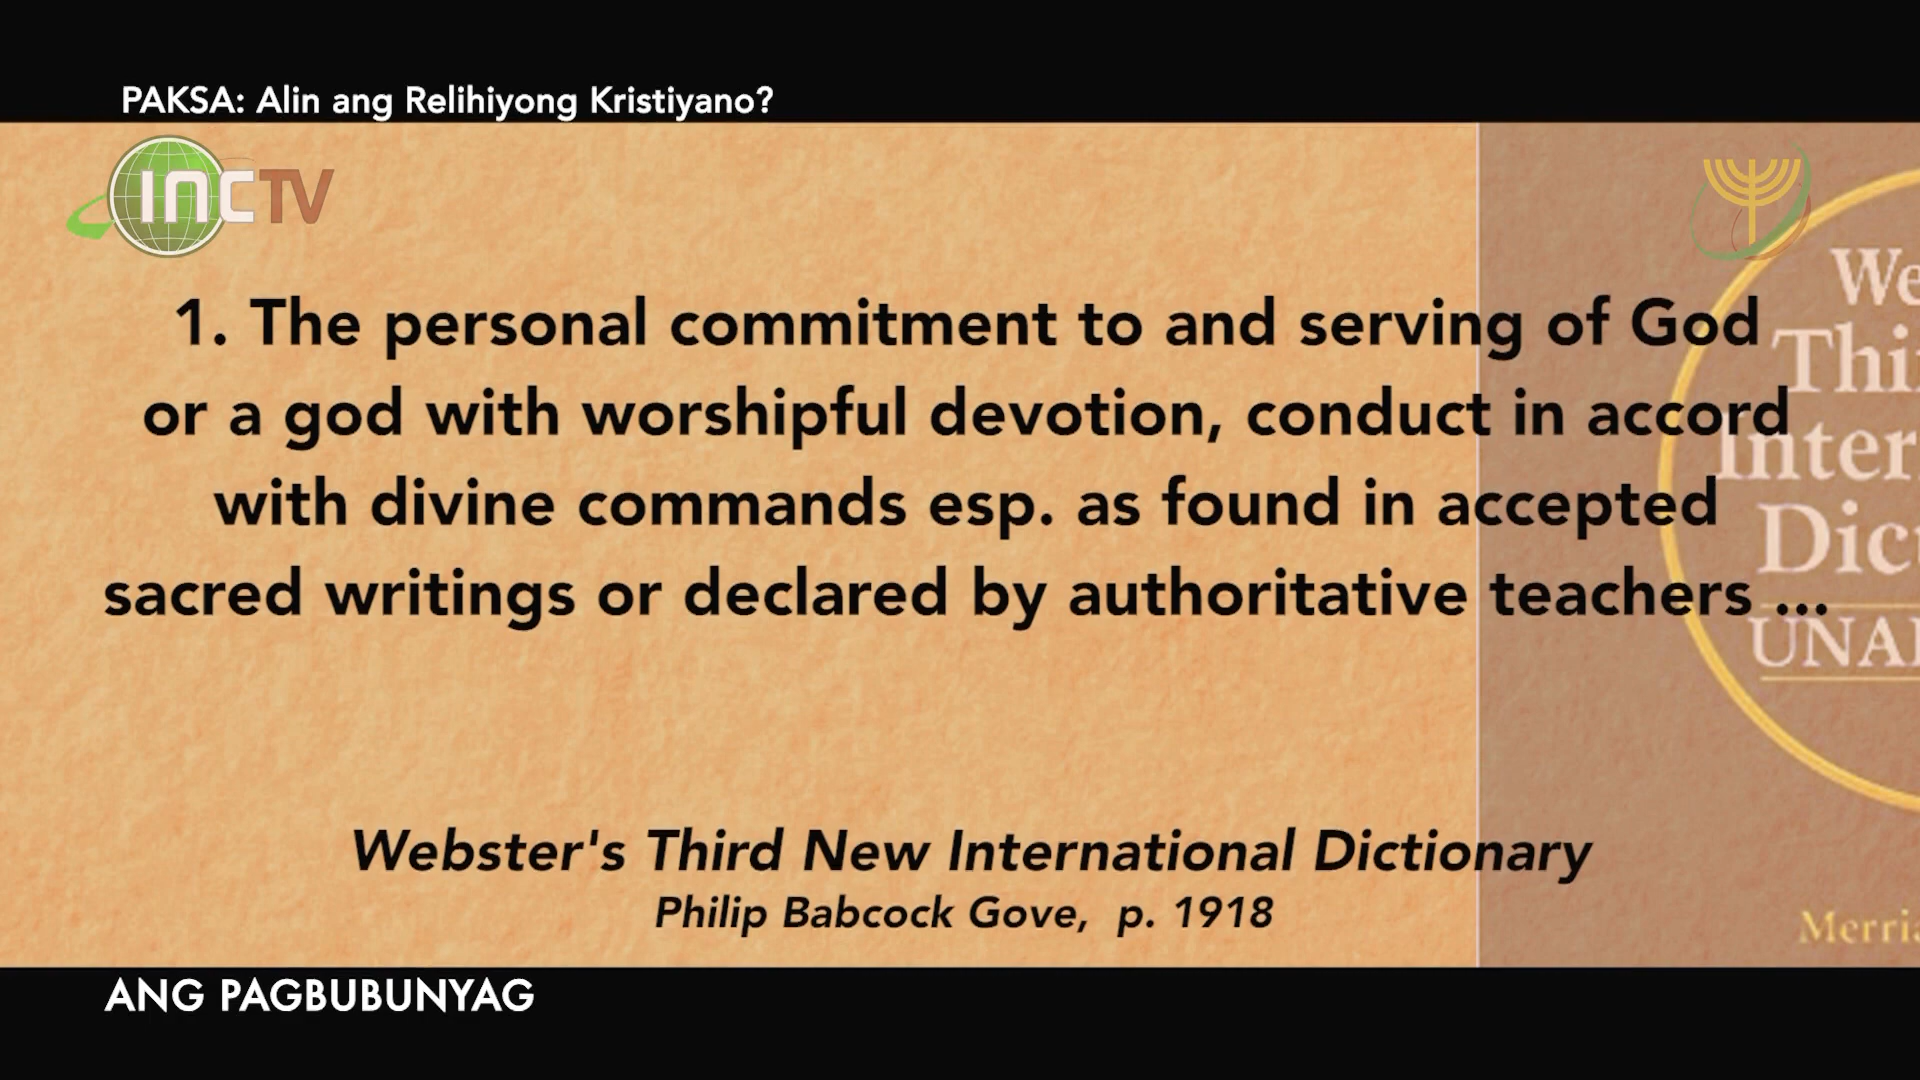 PAKSA: Alin ang Relihiyong Kristiyano?
INCTV
1. The personal commitment to and serving of God
or a god with worshipful devotion, conduct in accord
with divine commands esp. as found in accepted
sacred writings or declared by authoritative teachers ...
Webster's Third New International Dictionary
Philip Babcock Gove, p. 1918
ANG PAGBUBUNYAG